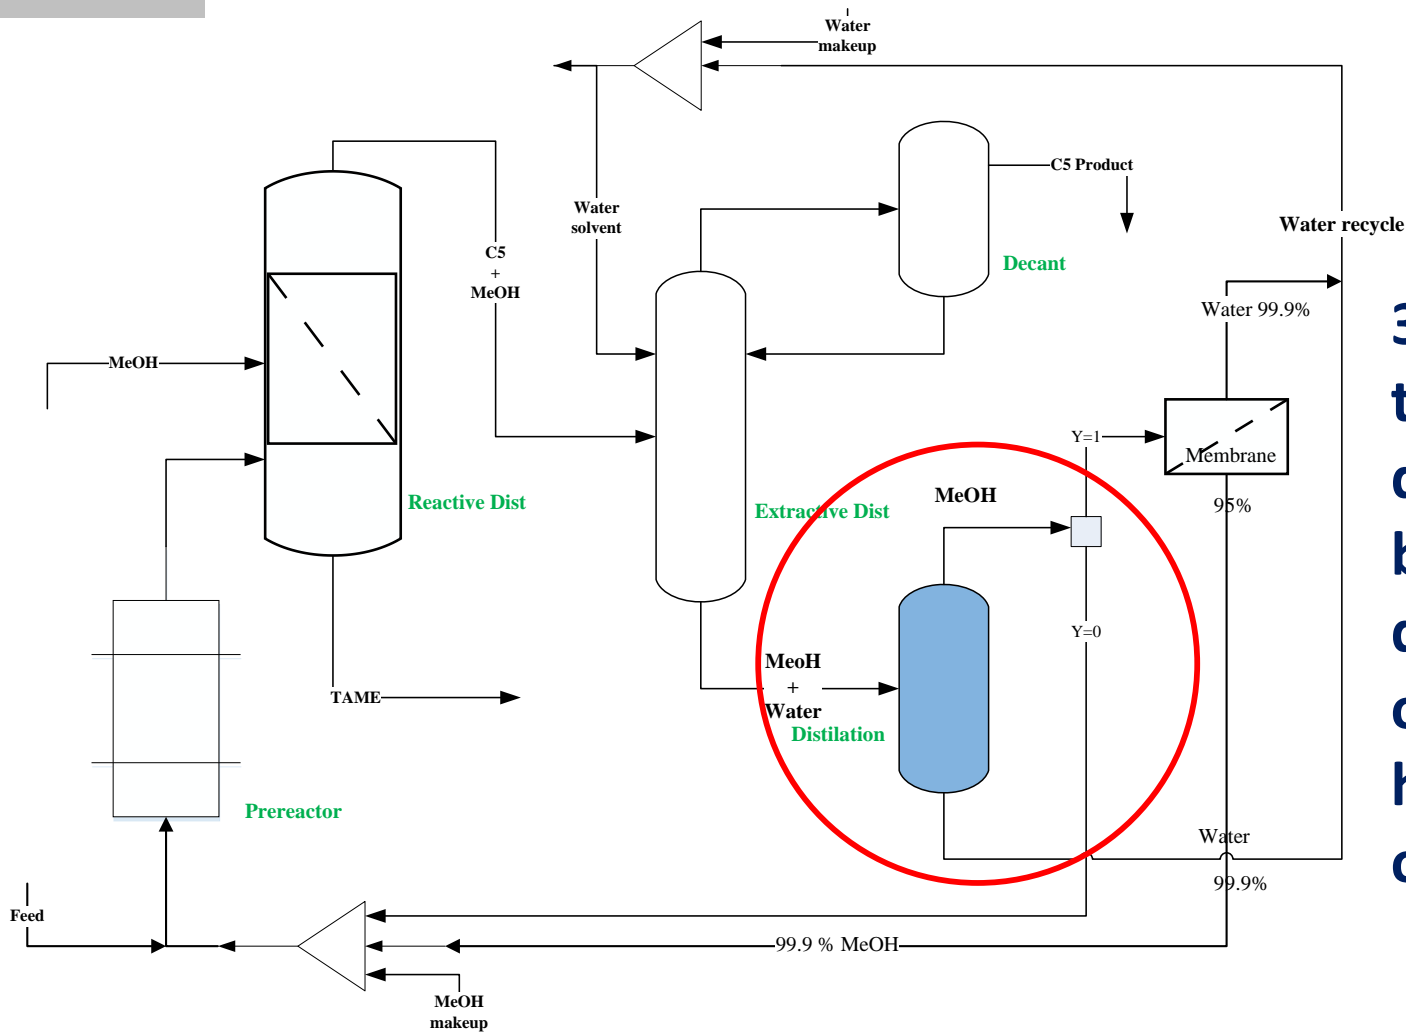 Water
makeup
C5 Product
Water
solvent
Water recycle
C5
+
MeOH
Decant
Water 99.9%
MeOH
Y=1
Membrane
Reactive Dist
MeOH
Extractive Dist
95%
Y=0
MeoH
+
Water
TAME
Distilation
Prereactor
Water
99.9%
Feed
99.9 % MeOH
MeOH
makeup